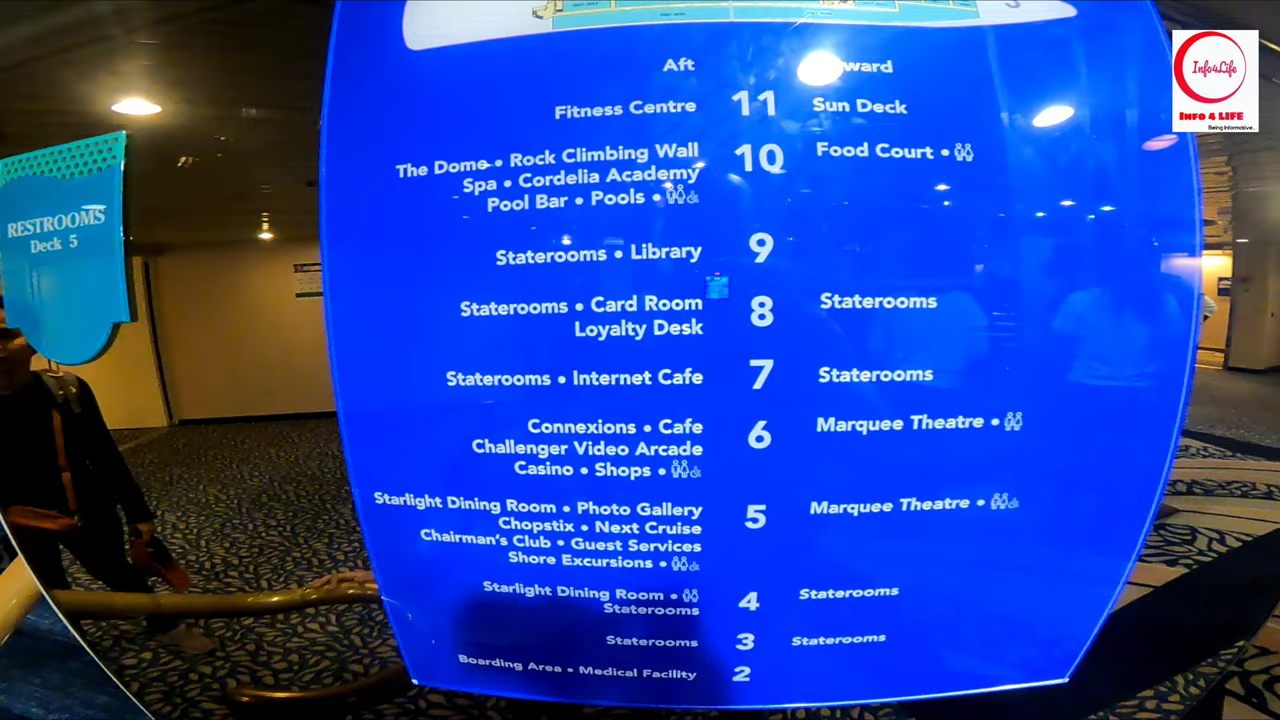 Aft
Fitness Centre 11 Sun Deck
The Dome • Rock Climbing Wall 10 Food Court •
Spa • Cordelia Academy
Pool Bar • Pools •
Staterooms • Library 9
Staterooms • Card Room 8 Staterooms
Loyalty Desk
Staterooms • Internet Cafe 7 Staterooms
Connexions • Cafe 6 Marquee Theatre •
Challenger Video Arcade
Casino • Shops •
Starlight Dining Room • Photo Gallery 5 Marquee Theatre •
Chopstix • Next Cruise
Chairman's Club • Guest Services
Shore Excursions •
Starlight Dining Room • 4 Staterooms
Staterooms
Staterooms 3 Staterooms
Boarding Area • Medical Facility 2
RESTROOMS
Deck 5
Info4Life
INFO 4 LIFE
Being Informative..